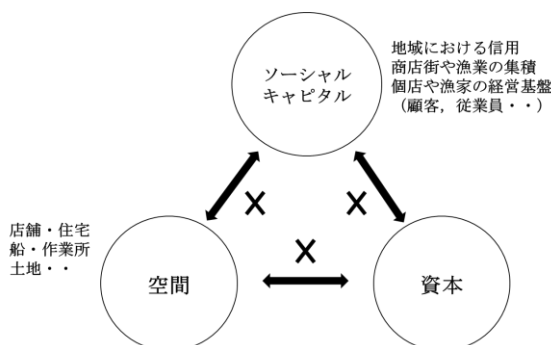 ソーシャル
キャピタル
地域における信用
商店街や漁業の集積
個店や漁家の経営基盤
（顧客，従業員・・）
店舗・住宅
船・作業所
土地・・
空間
資本